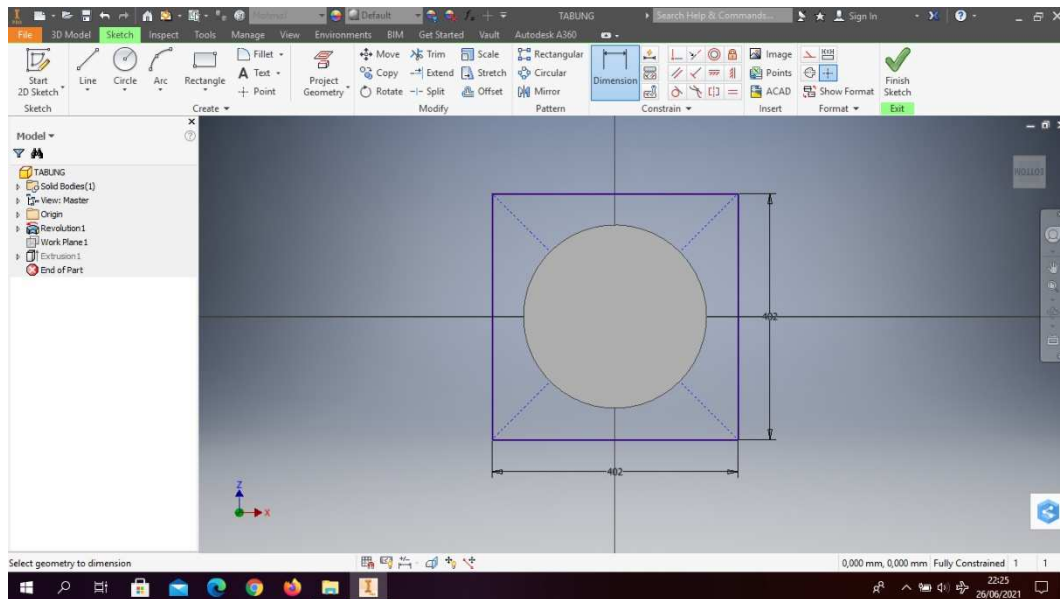 Material Default TABUNG Search Help & Commands... Sign In
File 3D Model Sketch Inspect Tools Manage View Environments BIM Get Started Vault Autodesk A360
Start 2D Sketch
Line
Circle
Arc
Rectangle
Fillet
Text
Point
Project Geometry
Move Trim Scale
Copy Extend Stretch
Rotate Split Offset
Rectangular
Circular
Mirror
Dimension
Image
Points
ACAD
Show Format
Finish Sketch
Sketch Create Modify Pattern Constrain Insert Format Exit
Model
TABUNG
Solid Bodies(1)
View: Master
Origin
Revolution1
Work Plane1
Extrusion1
End of Part
BOTTOM
402
402
Z
X
Select geometry to dimension
0,000 mm, 0,000 mm Fully Constrained 1 1
22:25
26/06/2021